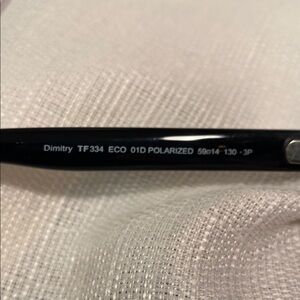 Dimitry TF334 ECO 01D POLARIZED 59▫14 130 -3P